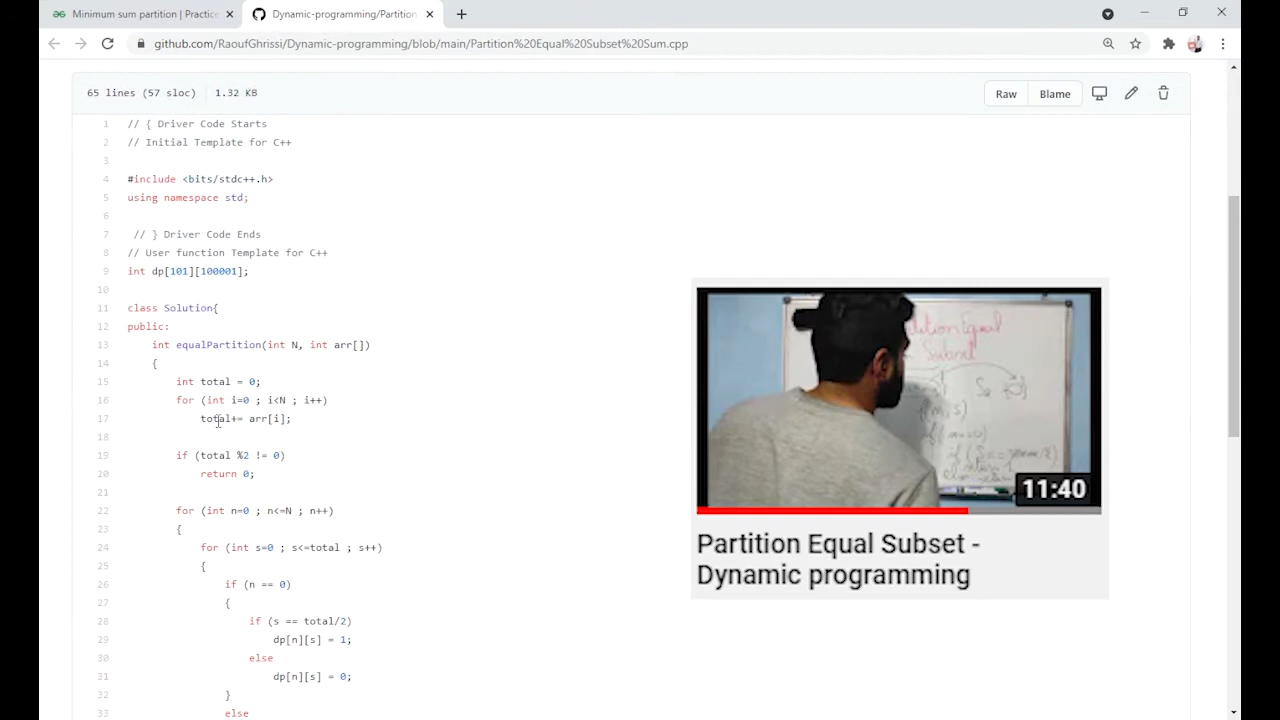 Minimum sum partition | Practice
Dynamic-programming/Partition
github.com/RaoufGhrissi/Dynamic-programming/blob/main/Partition%20Equal%20Subset%20Sum.cpp
65 lines (57 sloc) 1.32 KB
Raw
Blame
1 // { Driver Code Starts
2 // Initial Template for C++
3
4 #include <bits/stdc++.h>
5 using namespace std;
6
7 // } Driver Code Ends
8 // User function Template for C++
9 int dp[101][100001];
10
11 class Solution{
12 public:
13 int equalPartition(int N, int arr[])
14 {
15 int total = 0;
16 for (int i=0 ; i<N ; i++)
17 total+= arr[i];
18
19 if (total %2 != 0)
20 return 0;
21
22 for (int n=0 ; n<=N ; n++)
23 {
24 for (int s=0 ; s<=total ; s++)
25 {
26 if (n == 0)
27 {
28 if (s == total/2)
29 dp[n][s] = 1;
30 else
31 dp[n][s] = 0;
32 }
33 else
Equal
Subset
11:40
Partition Equal Subset -
Dynamic programming